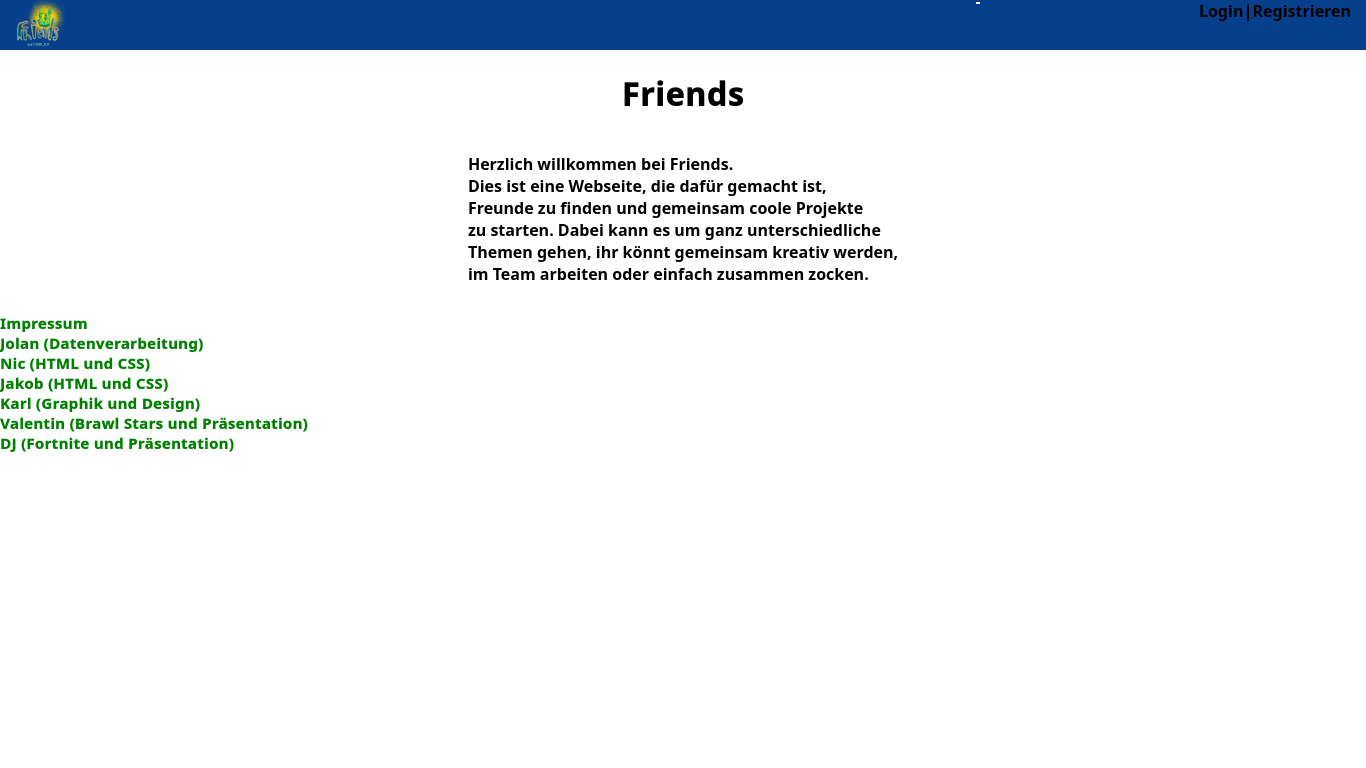 Login|Registrieren
Friends
Herzlich willkommen bei Friends.
Dies ist eine Webseite, die dafür gemacht ist,
Freunde zu finden und gemeinsam coole Projekte
zu starten. Dabei kann es um ganz unterschiedliche
Themen gehen, ihr könnt gemeinsam kreativ werden,
im Team arbeiten oder einfach zusammen zocken.
Impressum
Jolan (Datenverarbeitung)
Nic (HTML und CSS)
Jakob (HTML und CSS)
Karl (Graphik und Design)
Valentin (Brawl Stars und Präsentation)
DJ (Fortnite und Präsentation)